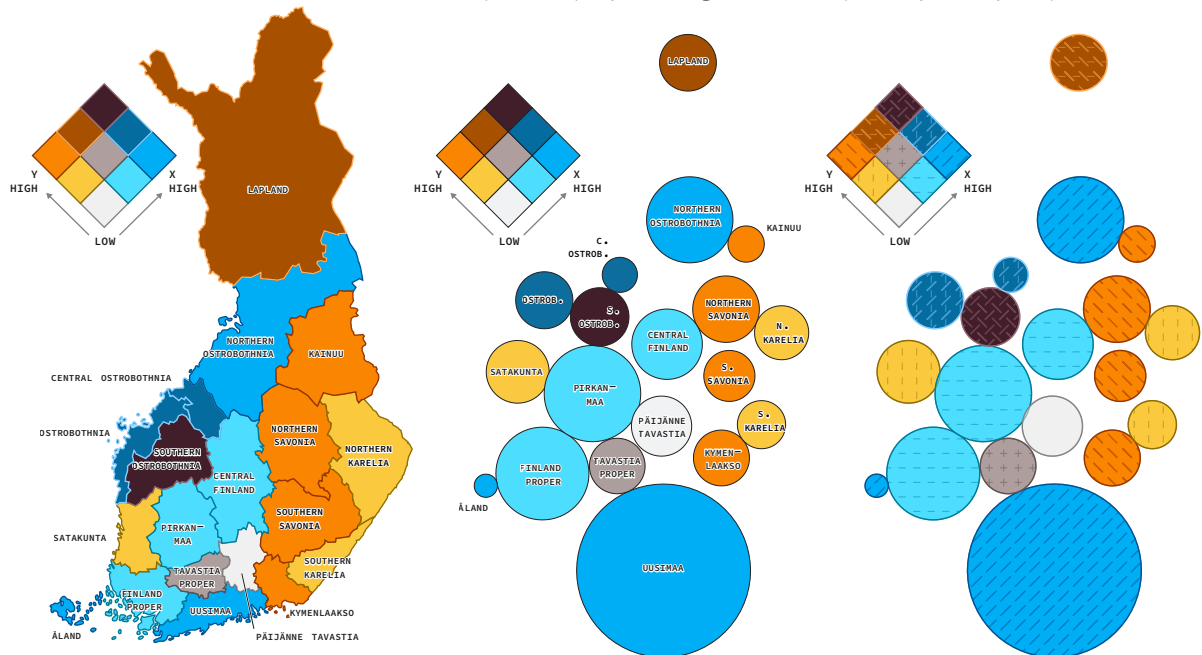 Y
HIGH
X
HIGH
LOW
LAPLAND
NORTHERN
OSTROBOTHNIA
KAINUU
CENTRAL OSTROBOTHNIA
OSTROBOTHNIA
SOUTHERN
OSTROBOTHNIA
NORTHERN
SAVONIA
NORTHERN
KARELIA
CENTRAL
FINLAND
SATAKUNTA
PIRKAN-
MAA
SOUTHERN
SAVONIA
TAVASTIA
PROPER
SOUTHERN
KARELIA
FINLAND
PROPER
UUSIMAA
KYMENLAAKSO
ÅLAND
PÄIJÄNNE TAVASTIA
Y
HIGH
X
HIGH
LOW
LAPLAND
NORTHERN
OSTROBOTHNIA
KAINUU
C.
OSTROB.
OSTROB.
S.
OSTROB.
NORTHERN
SAVONIA
N.
KARELIA
CENTRAL
FINLAND
SATAKUNTA
PIRKAN-
MAA
S.
SAVONIA
PÄIJÄNNE
TAVASTIA
S.
KARELIA
KYMEN-
LAAKSO
TAVASTIA
PROPER
FINLAND
PROPER
ÅLAND
UUSIMAA
Y
HIGH
X
HIGH
LOW